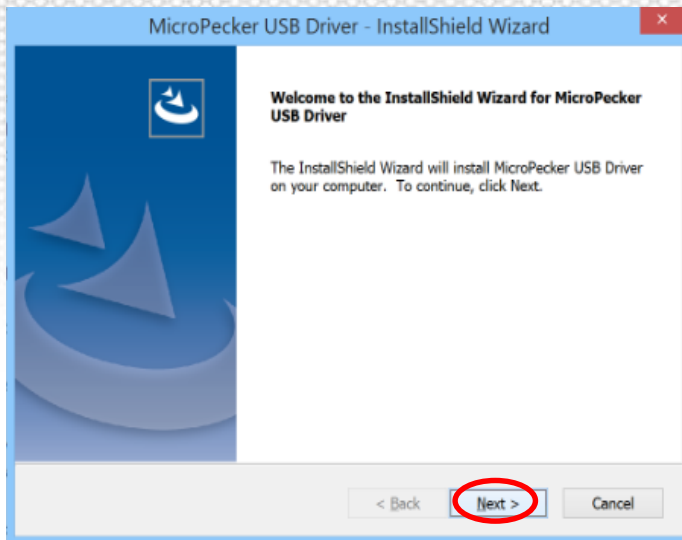 MicroPecker USB Driver - InstallShield Wizard
Welcome to the InstallShield Wizard for MicroPecker
USB Driver
The InstallShield Wizard will install MicroPecker USB Driver
on your computer. To continue, click Next.
< Back Next > Cancel